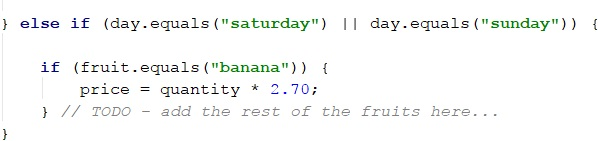 } else if (day.equals("saturday") || day.equals("sunday")) {
if (fruit.equals("banana")) {
price = quantity * 2.70;
} // TODO – add the rest of the fruits here...
}